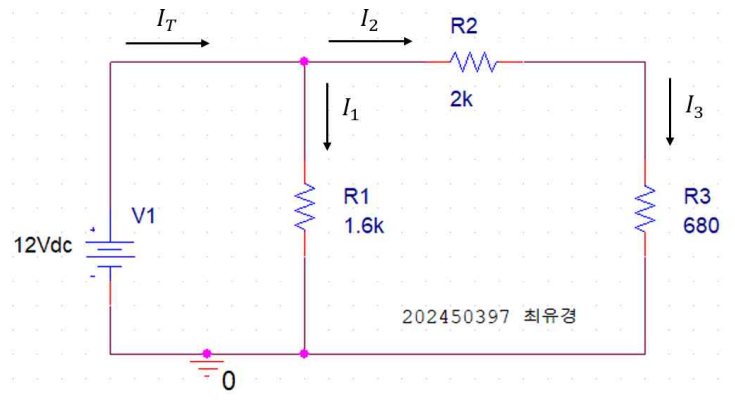 I_T
I_2
R2
2k
I_1
I_3
V1
R1
1.6k
R3
680
12Vdc
202450397 최유경
0